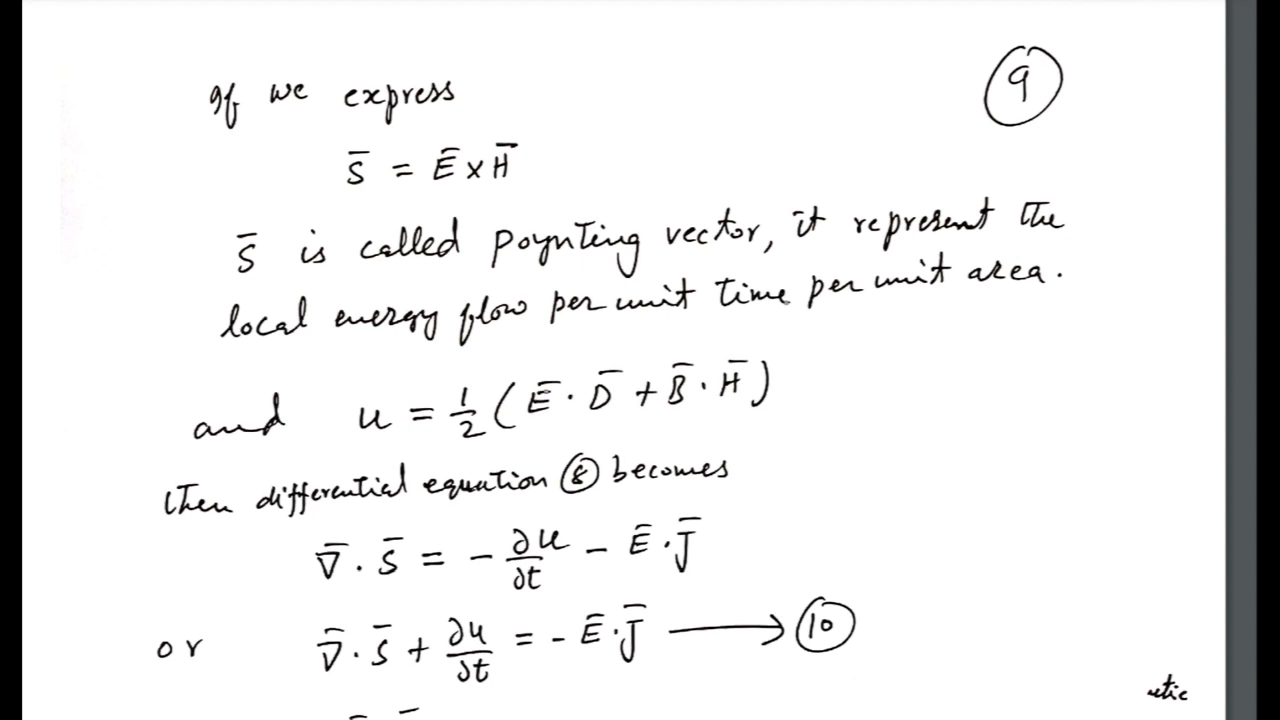 If we express
9
S̄ = Ē × H̄
S̄ is called Poynting vector, it represent the
local energy flow per unit time per unit area.
and u = 1/2 (Ē · D̄ + B̄ · H̄)
then differential equation ⑧ becomes
∇̄ · S̄ = - ∂u/∂t - Ē · J̄
or ∇̄ · S̄ + ∂u/∂t = - Ē · J̄ ⟶ ⑩
etic